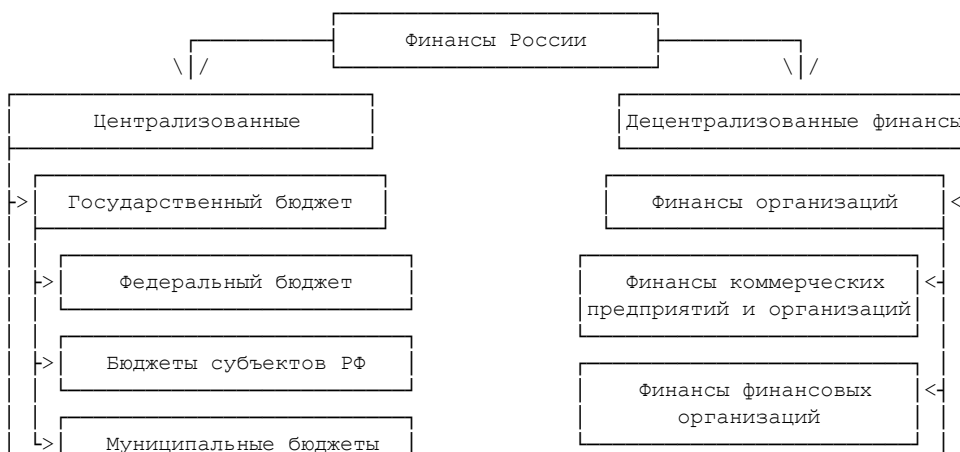 Финансы России
Централизованные
Децентрализованные финансы
Государственный бюджет
Финансы организаций
Федеральный бюджет
Финансы коммерческих
предприятий и организаций
Бюджеты субъектов РФ
Финансы финансовых
организаций
Муниципальные бюджеты